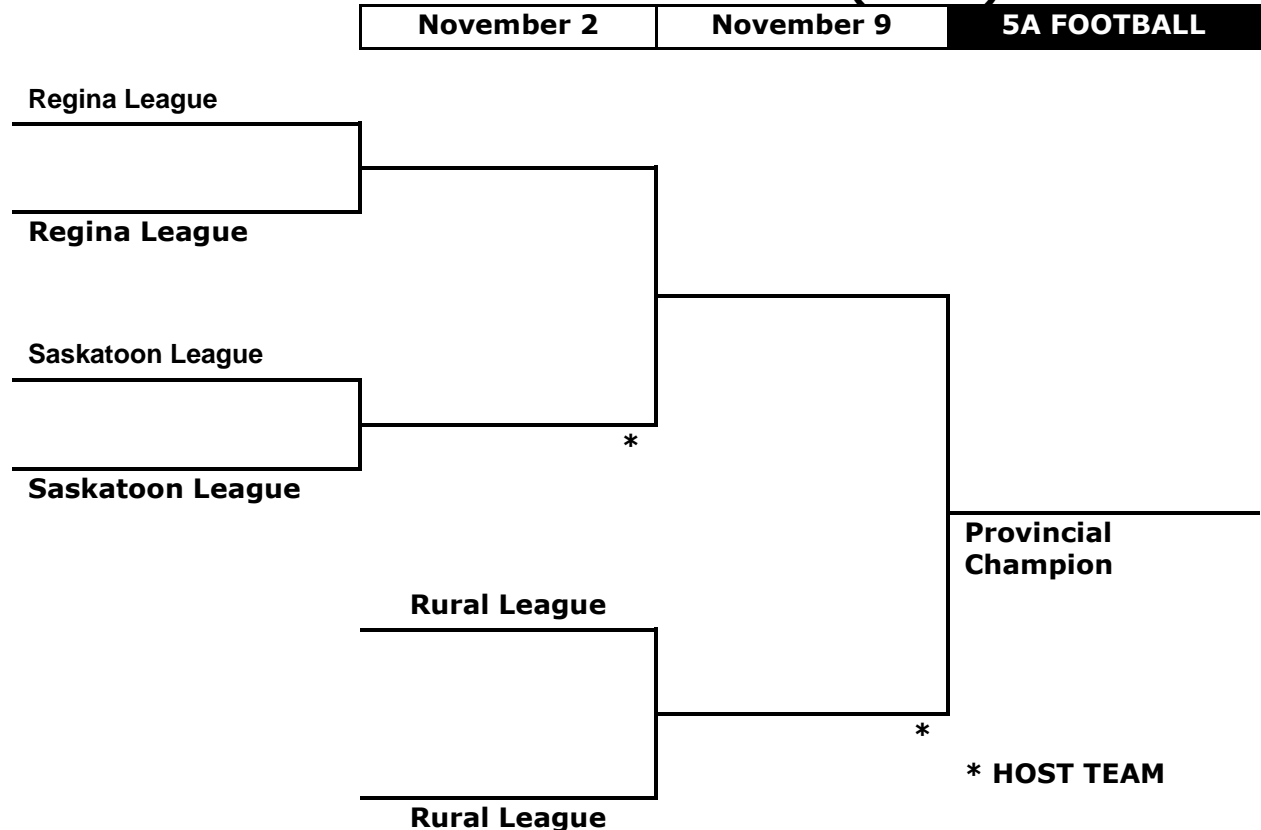 November 2 November 9 5A FOOTBALL
Regina League
Regina League
Saskatoon League
*
Saskatoon League
Provincial
Champion
Rural League
*
* HOST TEAM
Rural League